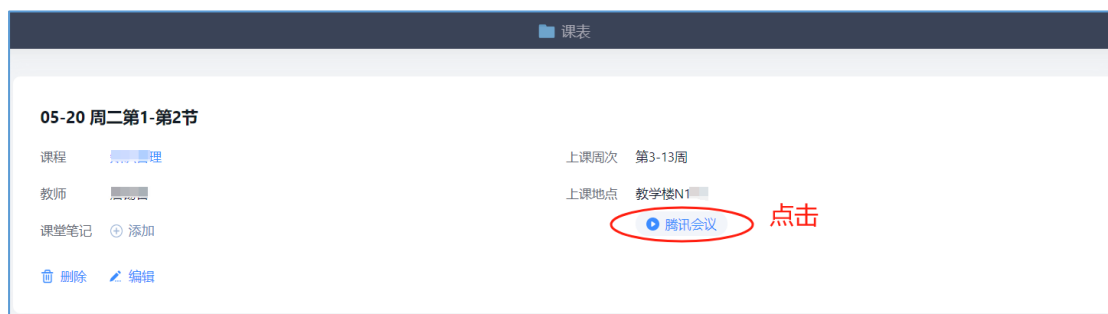 课表
05-20 周二第1-第2节
课程 理
上课周次 第3-13周
教师
上课地点 教学楼N1
课堂笔记 添加
腾讯会议
点击
删除 编辑